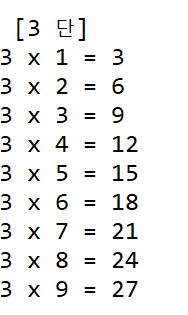 [3 단]
3 x 1 = 3
3 x 2 = 6
3 x 3 = 9
3 x 4 = 12
3 x 5 = 15
3 x 6 = 18
3 x 7 = 21
3 x 8 = 24
3 x 9 = 27